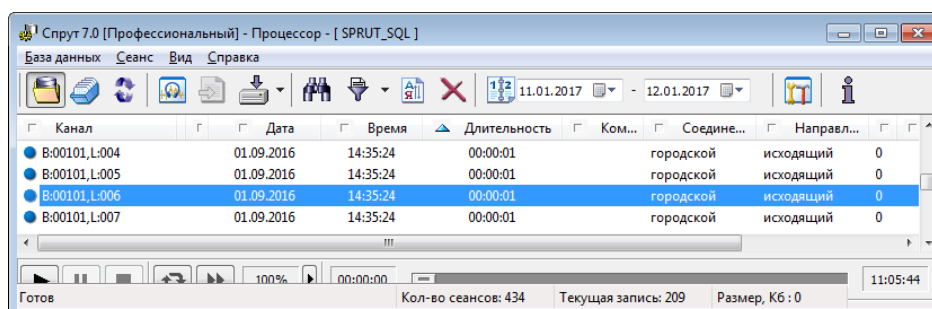 Спрут 7.0 [Профессиональный] - Процессор - [ SPRUT_SQL ]
База данных Сеанс Вид Справка
11.01.2017 - 12.01.2017
Канал Дата Время Длительность Ком... Соедине... Направл...
B:00101,L:004 01.09.2016 14:35:24 00:00:01 городской исходящий 0
B:00101,L:005 01.09.2016 14:35:24 00:00:01 городской исходящий 0
B:00101,L:006 01.09.2016 14:35:24 00:00:01 городской исходящий 0
B:00101,L:007 01.09.2016 14:35:24 00:00:01 городской исходящий 0
100% 00:00:00 11:05:44
Готов Кол-во сеансов: 434 Текущая запись: 209 Размер, Кб : 0